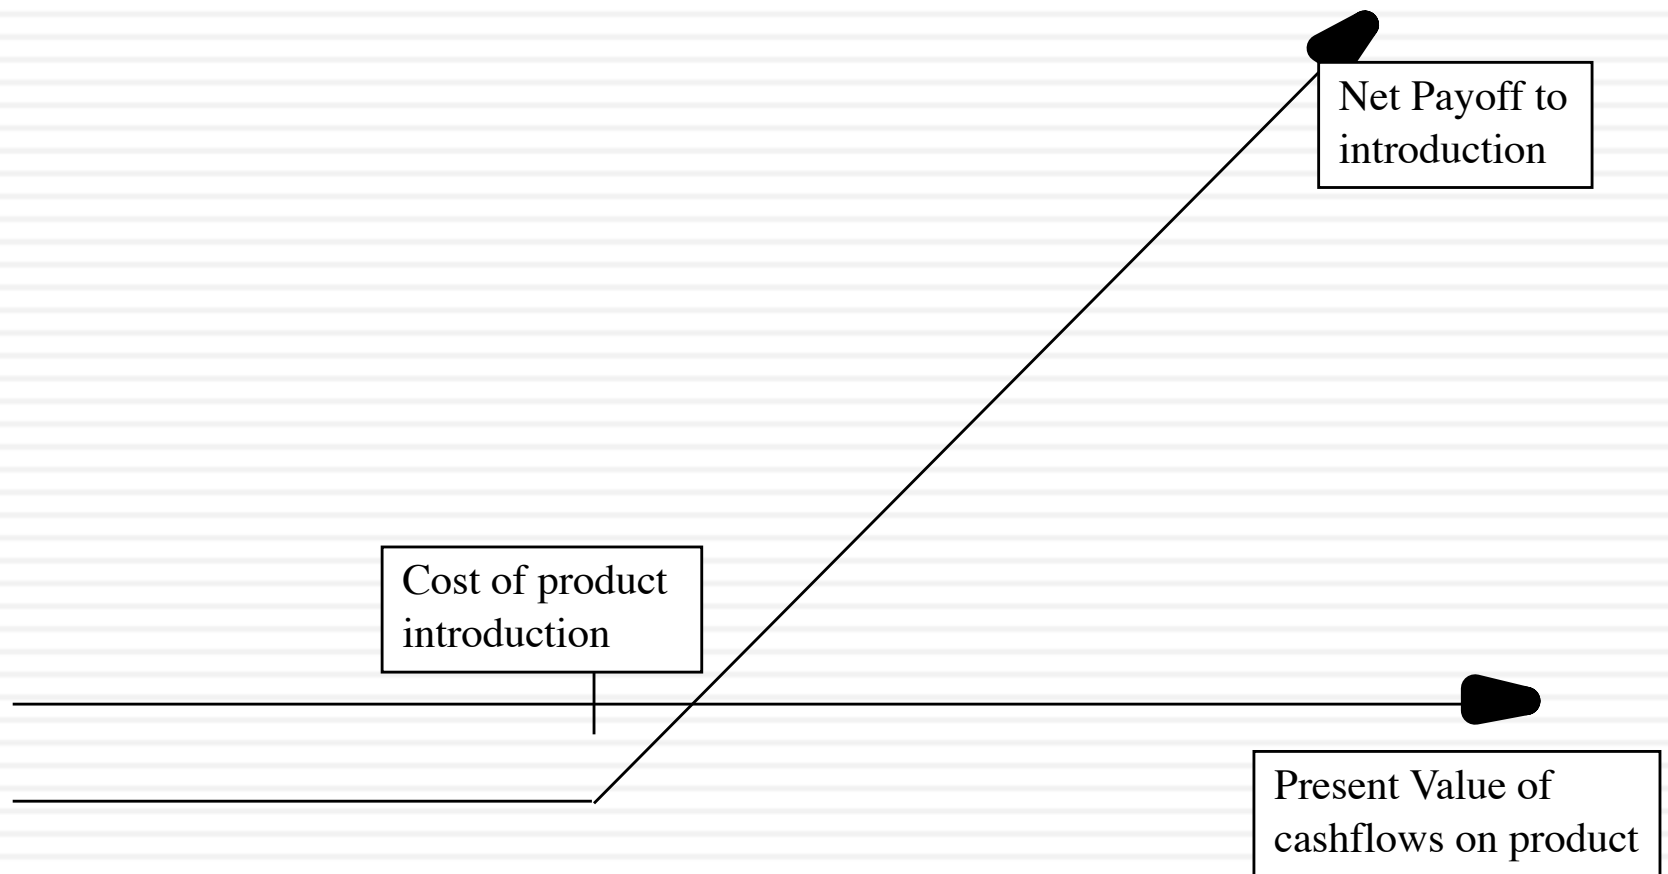 Net Payoff to
introduction
Cost of product
introduction
Present Value of
cashflows on product